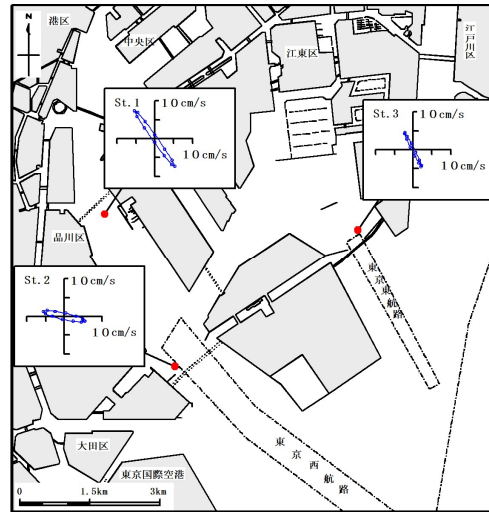 N
港区
中央区
江東区
江戸川区
St.1
10cm/s
10cm/s
St.3
10cm/s
10cm/s
品川区
St.2
10cm/s
10cm/s
東京東航路
東京西航路
大田区
東京国際空港
0
1.5km
3km